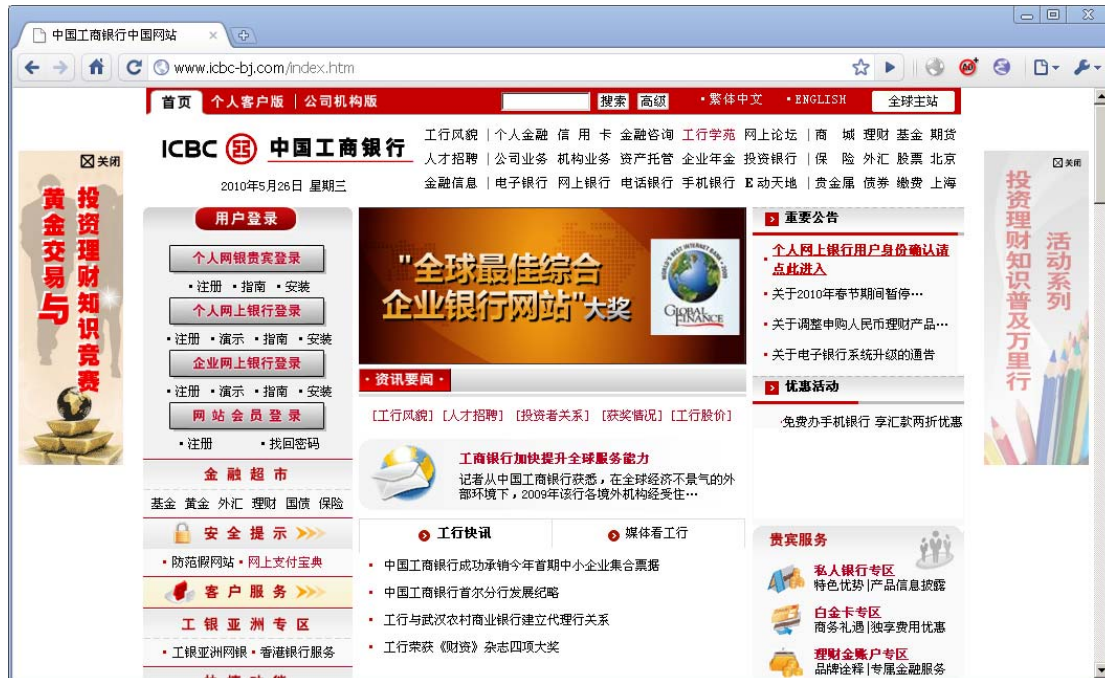 中国工商银行中国网站
www.icbc-bj.com/index.htm
首页 个人客户版 | 公司机构版 搜索 高级 ·繁体中文 ·ENGLISH 全球主站
ICBC 中国工商银行
2010年5月26日 星期三
工行风貌 | 个人金融 信用卡 金融咨询 工行学苑 网上论坛 | 商城 理财 基金 期货
人才招聘 | 公司业务 机构业务 资产托管 企业年金 投资银行 | 保险 外汇 股票 北京
金融信息 | 电子银行 网上银行 电话银行 手机银行 E动天地 | 贵金属 债券 缴费 上海
关闭
投资理财知识竞赛
黄金交易与
用户登录
个人网银贵宾登录
·注册 ·指南 ·安装
个人网上银行登录
·注册 ·演示 ·指南 ·安装
企业网上银行登录
·注册 ·演示 ·指南 ·安装
网站会员登录
·注册 ·找回密码
金融超市
基金 黄金 外汇 理财 国债 保险
安全提示
·防范假网站 ·网上支付宝典
客户服务
工银亚洲专区
·工银亚洲网银 ·香港银行服务
"全球最佳综合
企业银行网站"大奖
WORLD'S BEST INTERNET BANK
GLOBAL
FINANCE
·资讯要闻·
[工行风貌] [人才招聘] [投资者关系] [获奖情况] [工行股价]
工商银行加快提升全球服务能力
记者从中国工商银行获悉，在全球经济不景气的外
部环境下，2009年该行各境外机构经受住…
工行快讯 媒体看工行
中国工商银行成功承销今年首期中小企业集合票据
中国工商银行首尔分行发展纪略
工行与武汉农村商业银行建立代理行关系
工行荣获《财资》杂志四项大奖
重要公告
个人网上银行用户身份确认请
点此进入
关于2010年春节期间暂停…
关于调整申购人民币理财产品…
关于电子银行系统升级的通告
优惠活动
·免费办手机银行 享汇款两折优惠
贵宾服务
私人银行专区
特色优势|产品信息披露
白金卡专区
商务礼遇|独享费用优惠
理财金账户专区
品牌诠释|专属金融服务
关闭
投资理财知识普及万里行
活动系列